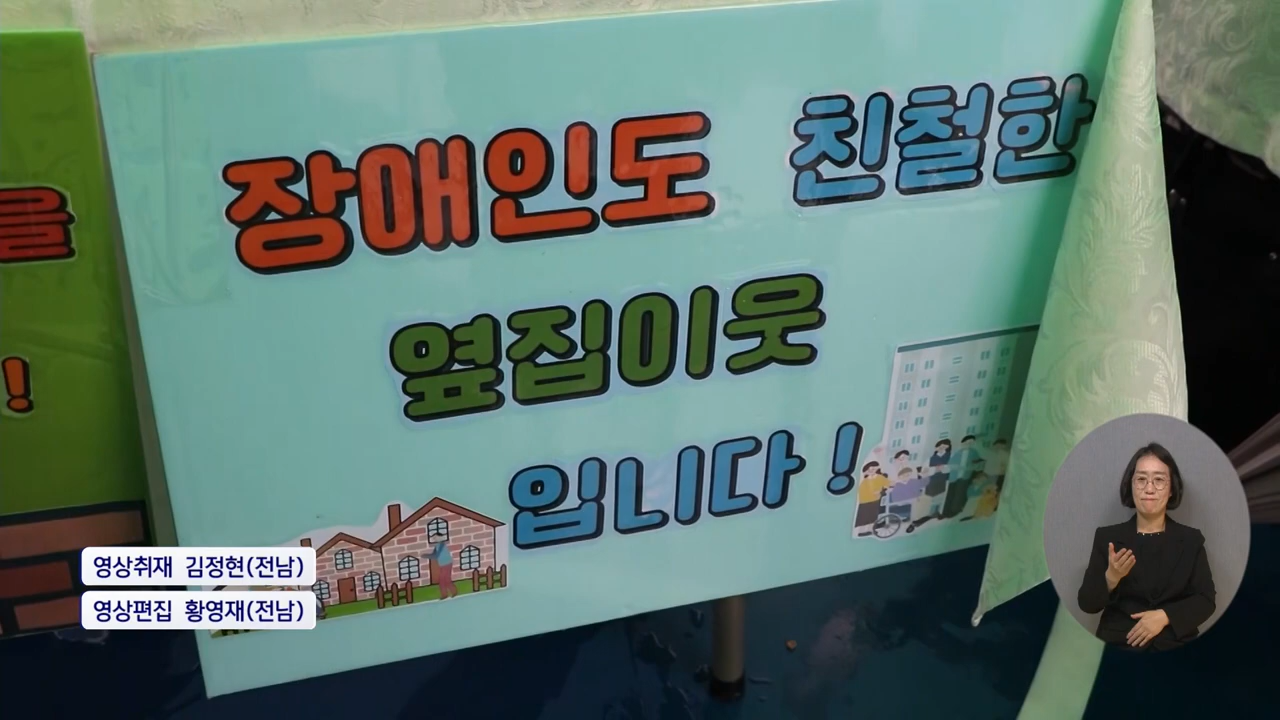 장애인도 친철한
옆집이웃
입니다!
을
!
영상취재 김정현(전남)
영상편집 황영재(전남)